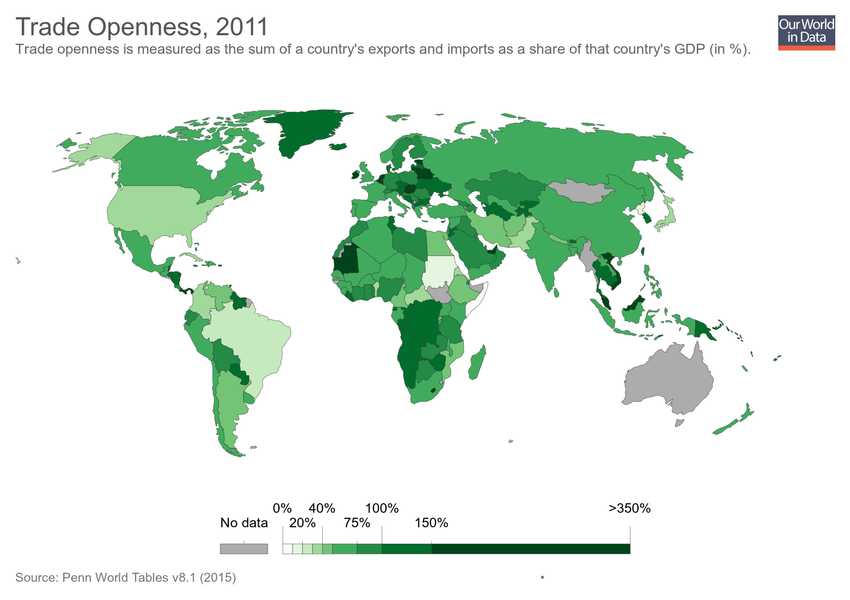 Trade Openness, 2011
Trade openness is measured as the sum of a country's exports and imports as a share of that country's GDP (in %).
Our World
in Data
0% 40% 100% >350%
No data 20% 75% 150%
Source: Penn World Tables v8.1 (2015)